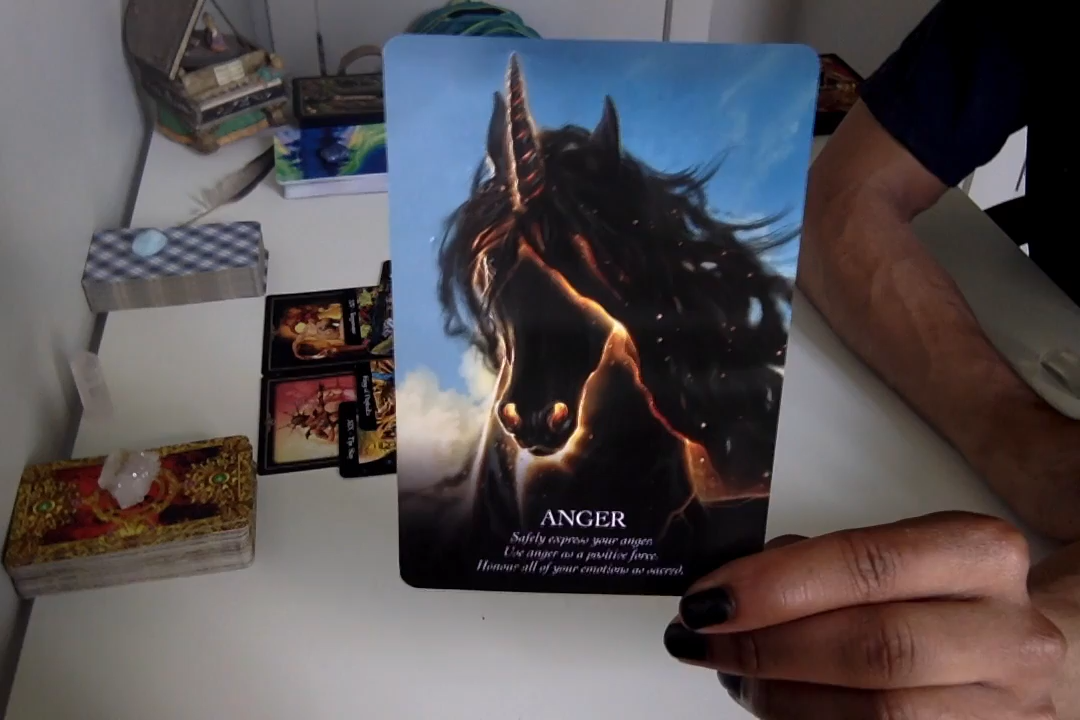 ANGER
Safely express your anger.
Use anger as a positive force.
Honour all of your emotions as sacred.